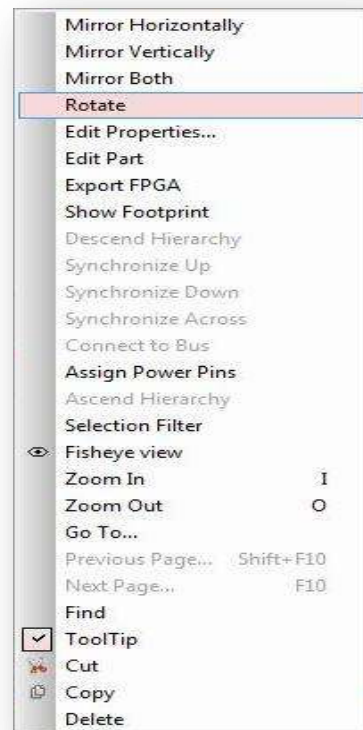 Mirror Horizontally
Mirror Vertically
Mirror Both
Rotate
Edit Properties...
Edit Part
Export FPGA
Show Footprint
Descend Hierarchy
Synchronize Up
Synchronize Down
Synchronize Across
Connect to Bus
Assign Power Pins
Ascend Hierarchy
Selection Filter
Fisheye view
Zoom In I
Zoom Out O
Go To...
Previous Page... Shift+F10
Next Page... F10
Find
ToolTip
Cut
Copy
Delete